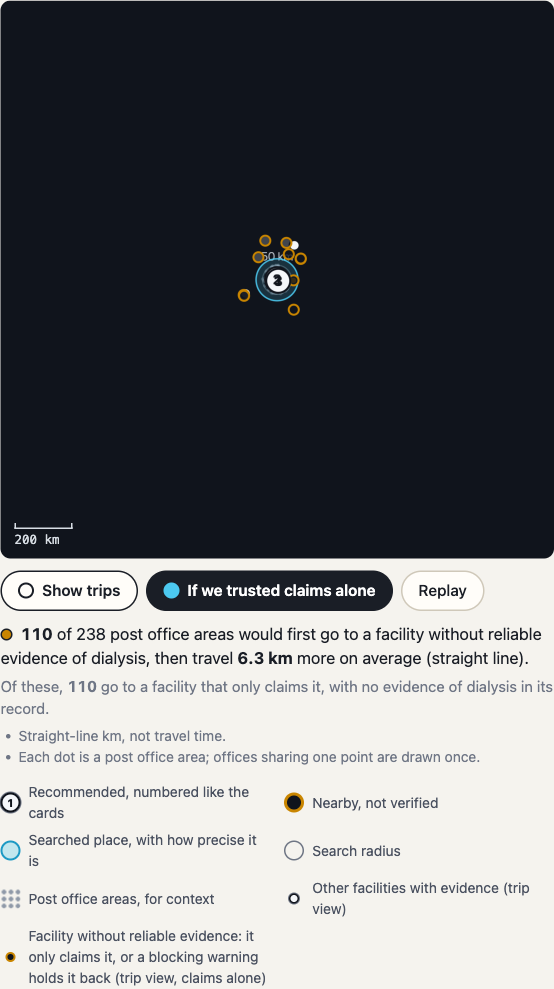 50 k
3
200 km
Show trips
If we trusted claims alone
Replay
110 of 238 post office areas would first go to a facility without reliable
evidence of dialysis, then travel 6.3 km more on average (straight line).
Of these, 110 go to a facility that only claims it, with no evidence of dialysis in its
record.
• Straight-line km, not travel time.
• Each dot is a post office area; offices sharing one point are drawn once.
1
Recommended, numbered like the
cards
Nearby, not verified
Searched place, with how precise it
is
Search radius
Post office areas, for context
Other facilities with evidence (trip
view)
Facility without reliable evidence: it
only claims it, or a blocking warning
holds it back (trip view, claims alone)